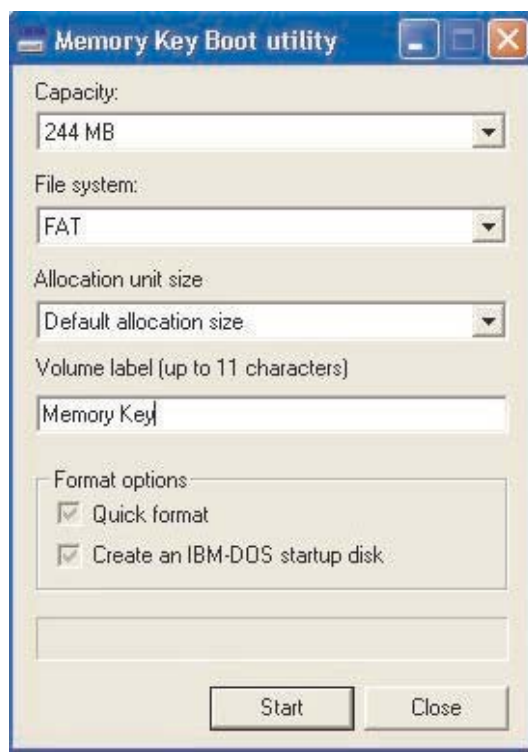 Memory Key Boot utility
Capacity:
244 MB
File system:
FAT
Allocation unit size
Default allocation size
Volume label (up to 11 characters)
Memory Key
Format options
Quick format
Create an IBM-DOS startup disk
Start
Close